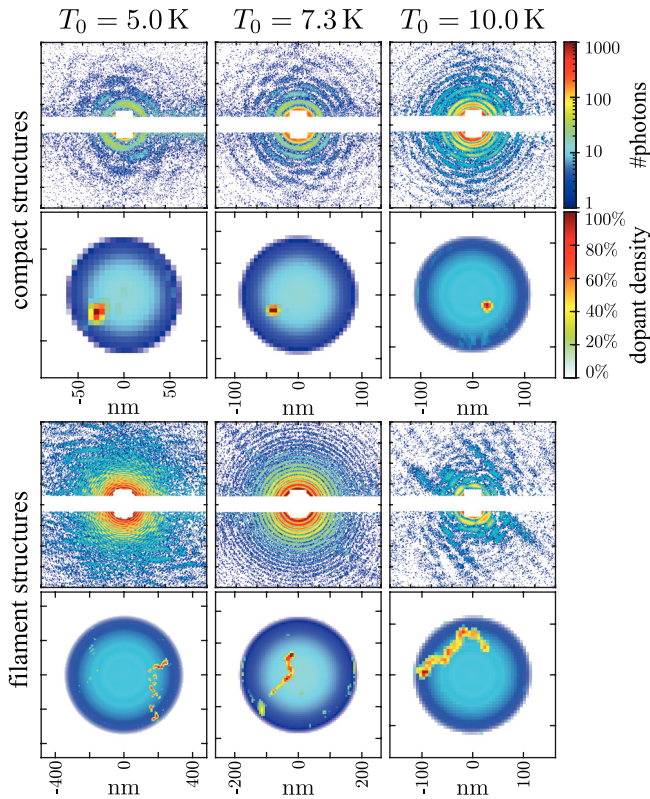 T₀ = 5.0 K
T₀ = 7.3 K
T₀ = 10.0 K
compact structures
1000
100
10
1
#photons
100%
80%
60%
40%
20%
0%
dopant density
-50
0
50
nm
-100
0
100
nm
-100
0
100
nm
filament structures
-400
0
400
nm
-200
0
200
nm
-100
0
100
nm